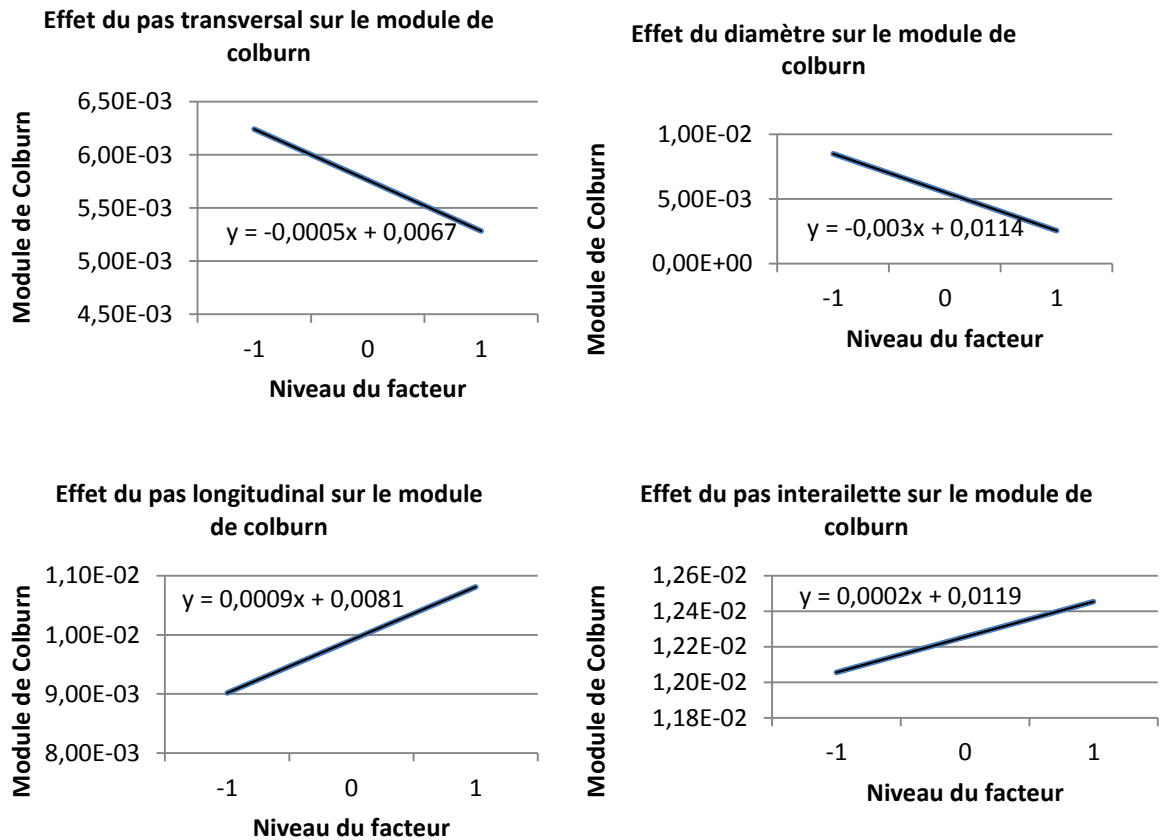 Effet du pas transversal sur le module de
colburn
Module de Colburn
6,50E-03
6,00E-03
5,50E-03
5,00E-03
4,50E-03
y = -0,0005x + 0,0067
-1 0 1
Niveau du facteur
Effet du diamètre sur le module de
colburn
Module de Colburn
1,00E-02
5,00E-03
0,00E+00
y = -0,003x + 0,0114
-1 0 1
Niveau du facteur
Effet du pas longitudinal sur le module
de colburn
Module de Colburn
1,10E-02
1,00E-02
9,00E-03
8,00E-03
y = 0,0009x + 0,0081
-1 0 1
Niveau du facteur
Effet du pas interailette sur le module de
colburn
Module de Colburn
1,26E-02
1,24E-02
1,22E-02
1,20E-02
1,18E-02
y = 0,0002x + 0,0119
-1 0 1
Niveau du facteur